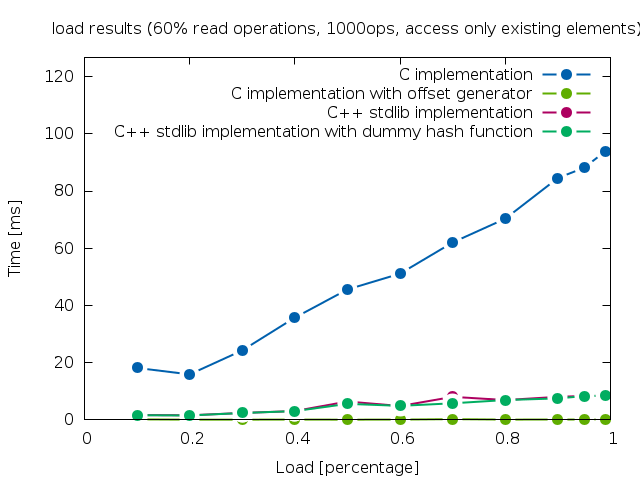 load results (60% read operations, 1000ops, access only existing elements)
C implementation
C implementation with offset generator
C++ stdlib implementation
C++ stdlib implementation with dummy hash function
120
100
80
60
40
20
0
Time [ms]
0 0.2 0.4 0.6 0.8 1
Load [percentage]